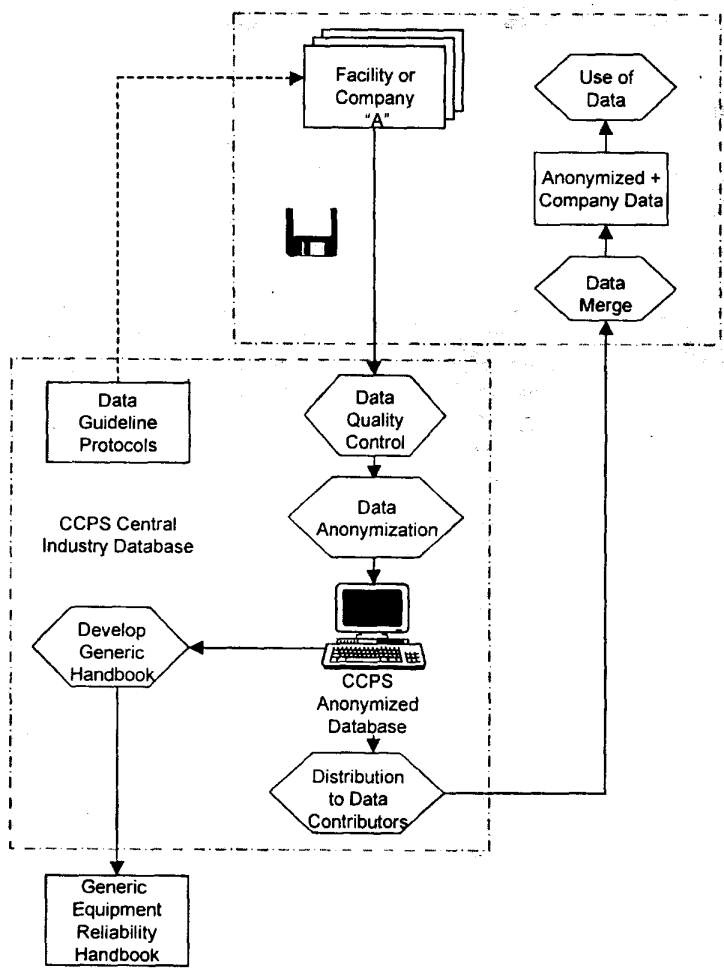 Facility or
Company
"A"
Use of
Data
Anonymized +
Company Data
Data
Merge
Data
Guideline
Protocols
Data
Quality
Control
CCPS Central
Industry Database
Data
Anonymization
Develop
Generic
Handbook
CCPS
Anonymized
Database
Distribution
to Data
Contributors
Generic
Equipment
Reliability
Handbook